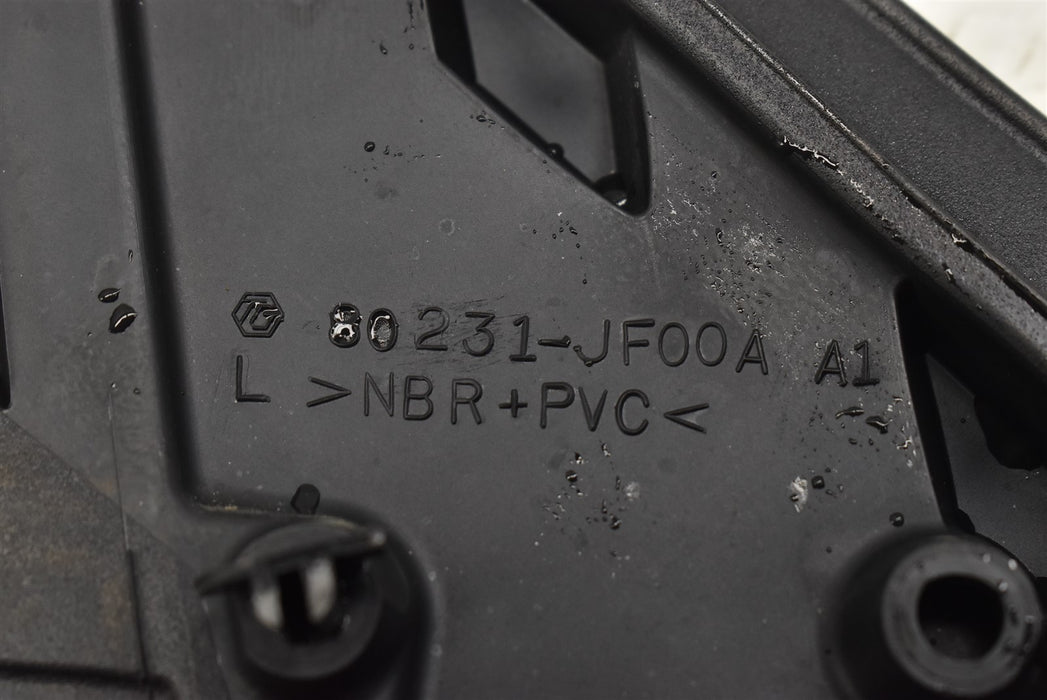 80231-JF00A A1
L >NBR+PVC<